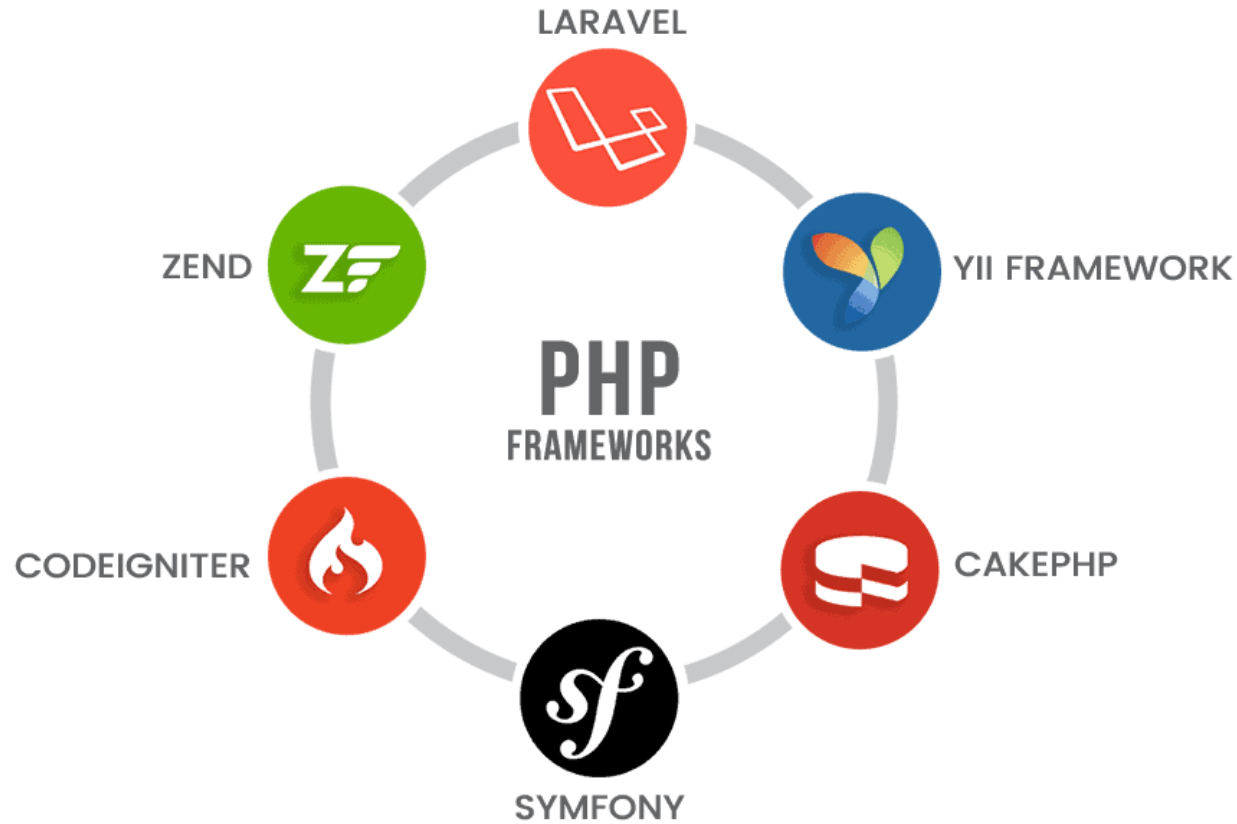 LARAVEL
ZEND
YII FRAMEWORK
PHP
FRAMEWORKS
CODEIGNITER
CAKEPHP
SYMFONY